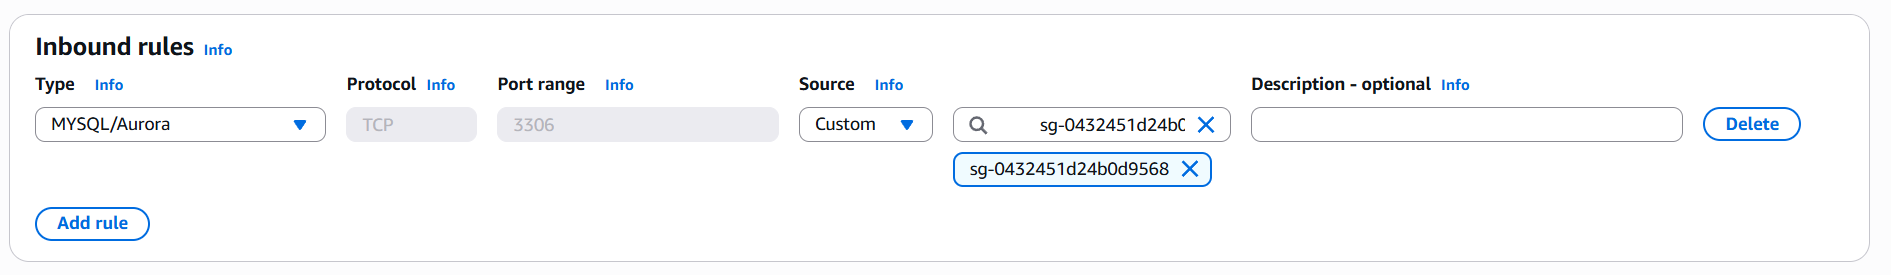 Inbound rules Info
Type Info Protocol Info Port range Info Source Info Description - optional Info
MYSQL/Aurora TCP 3306 Custom sg-0432451d24b0 Delete
sg-0432451d24b0d9568
Add rule